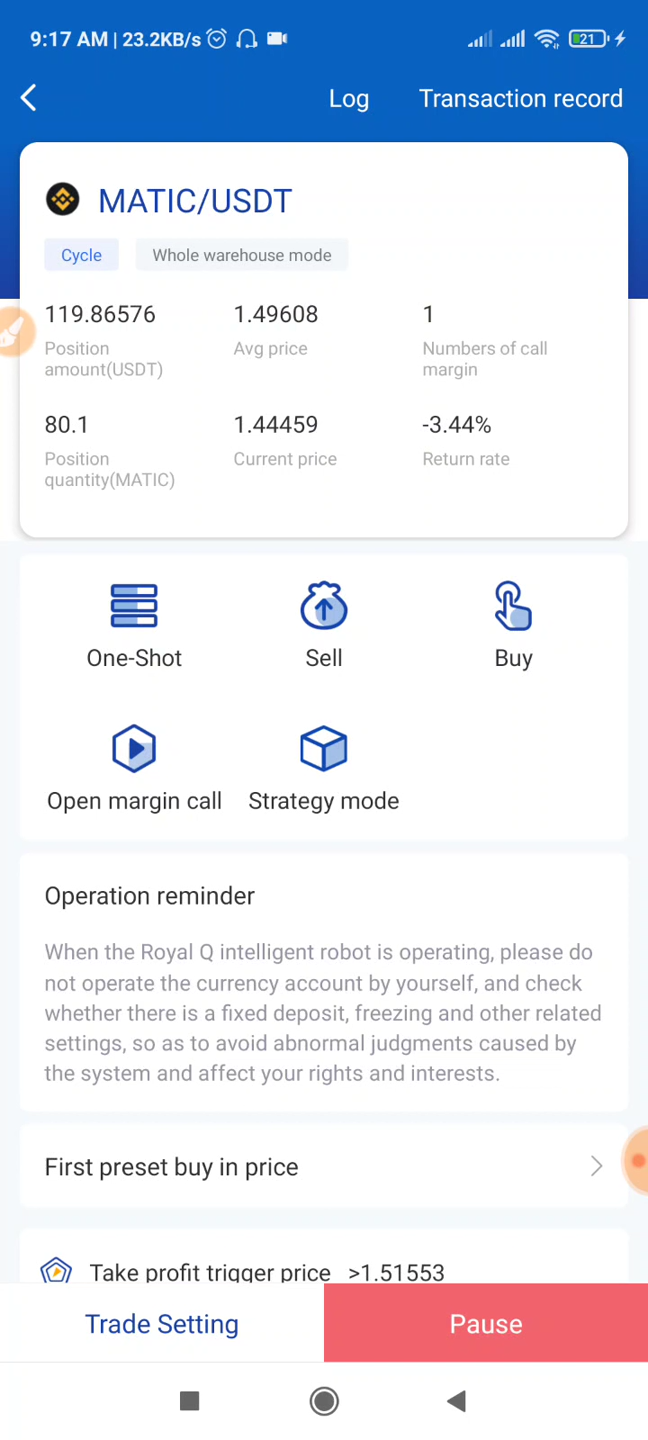 9:17 AM | 23.2KB/s 21
Log Transaction record
MATIC/USDT
Cycle Whole warehouse mode
119.86576 1.49608 1
Position amount(USDT) Avg price Numbers of call margin
80.1 1.44459 -3.44%
Position quantity(MATIC) Current price Return rate
One-Shot Sell Buy
Open margin call Strategy mode
Operation reminder
When the Royal Q intelligent robot is operating, please do
not operate the currency account by yourself, and check
whether there is a fixed deposit, freezing and other related
settings, so as to avoid abnormal judgments caused by
the system and affect your rights and interests.
First preset buy in price
Take profit trigger price >1.51553
Trade Setting Pause